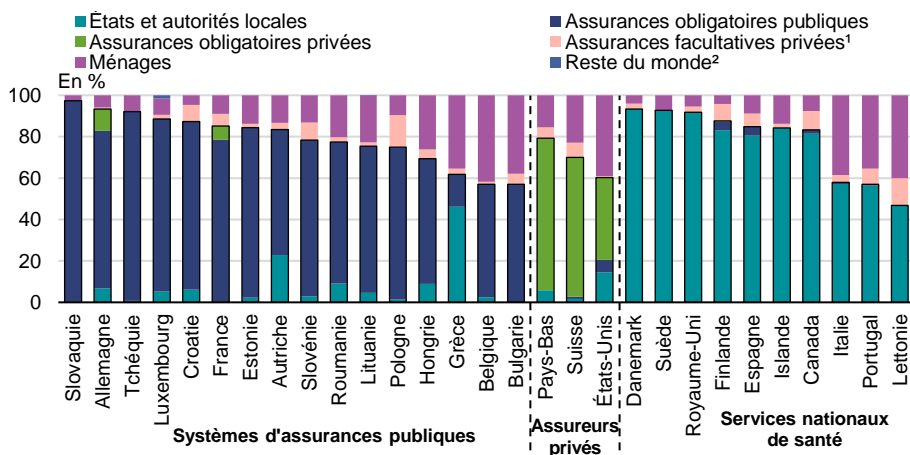 États et autorités locales
Assurances obligatoires publiques
Assurances obligatoires privées
Assurances facultatives privées¹
Ménages
Reste du monde²
En %
100
80
60
40
20
0
Slovaquie
Allemagne
Tchéquie
Luxembourg
Croatie
France
Estonie
Autriche
Slovénie
Roumanie
Lituanie
Pologne
Hongrie
Grèce
Belgique
Bulgarie
Pays-Bas
Suisse
États-Unis
Danemark
Suède
Royaume-Uni
Finlande
Espagne
Islande
Canada
Italie
Portugal
Lettonie
Systèmes d'assurances publiques
Assureurs
privés
Services nationaux
de santé